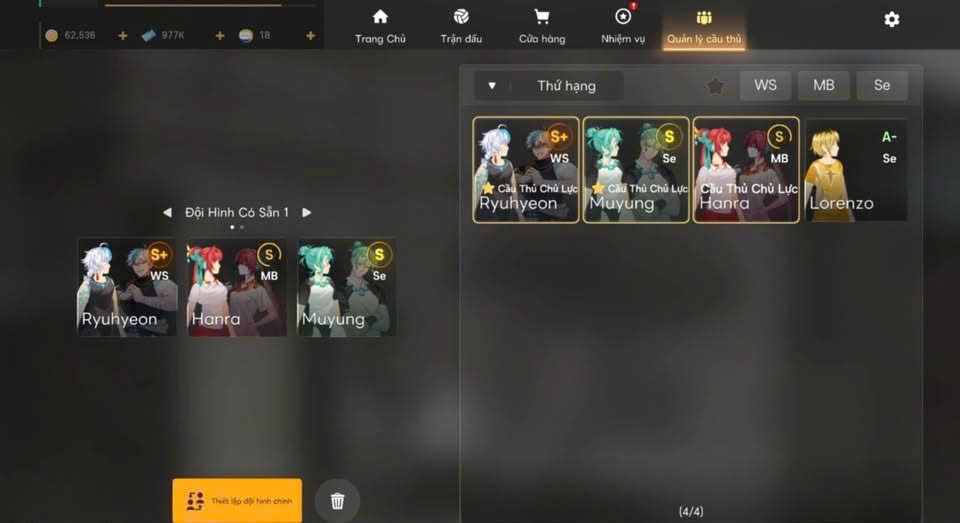 62,536
977K
18
Trang Chủ
Trận đấu
Cửa hàng
Nhiệm vụ
Quản lý cầu thủ
Thứ hạng
WS
MB
Se
S+
WS
Cầu Thủ Chủ Lực
Ryuhyeon
S
Se
Cầu Thủ Chủ Lực
Muyung
S
MB
Cầu Thủ Chủ Lực
Hanra
A-
Se
Lorenzo
Đội Hình Có Sẵn 1
S+
WS
Ryuhyeon
S
MB
Hanra
S
Se
Muyung
Thiết lập đội hình chính
(4/4)